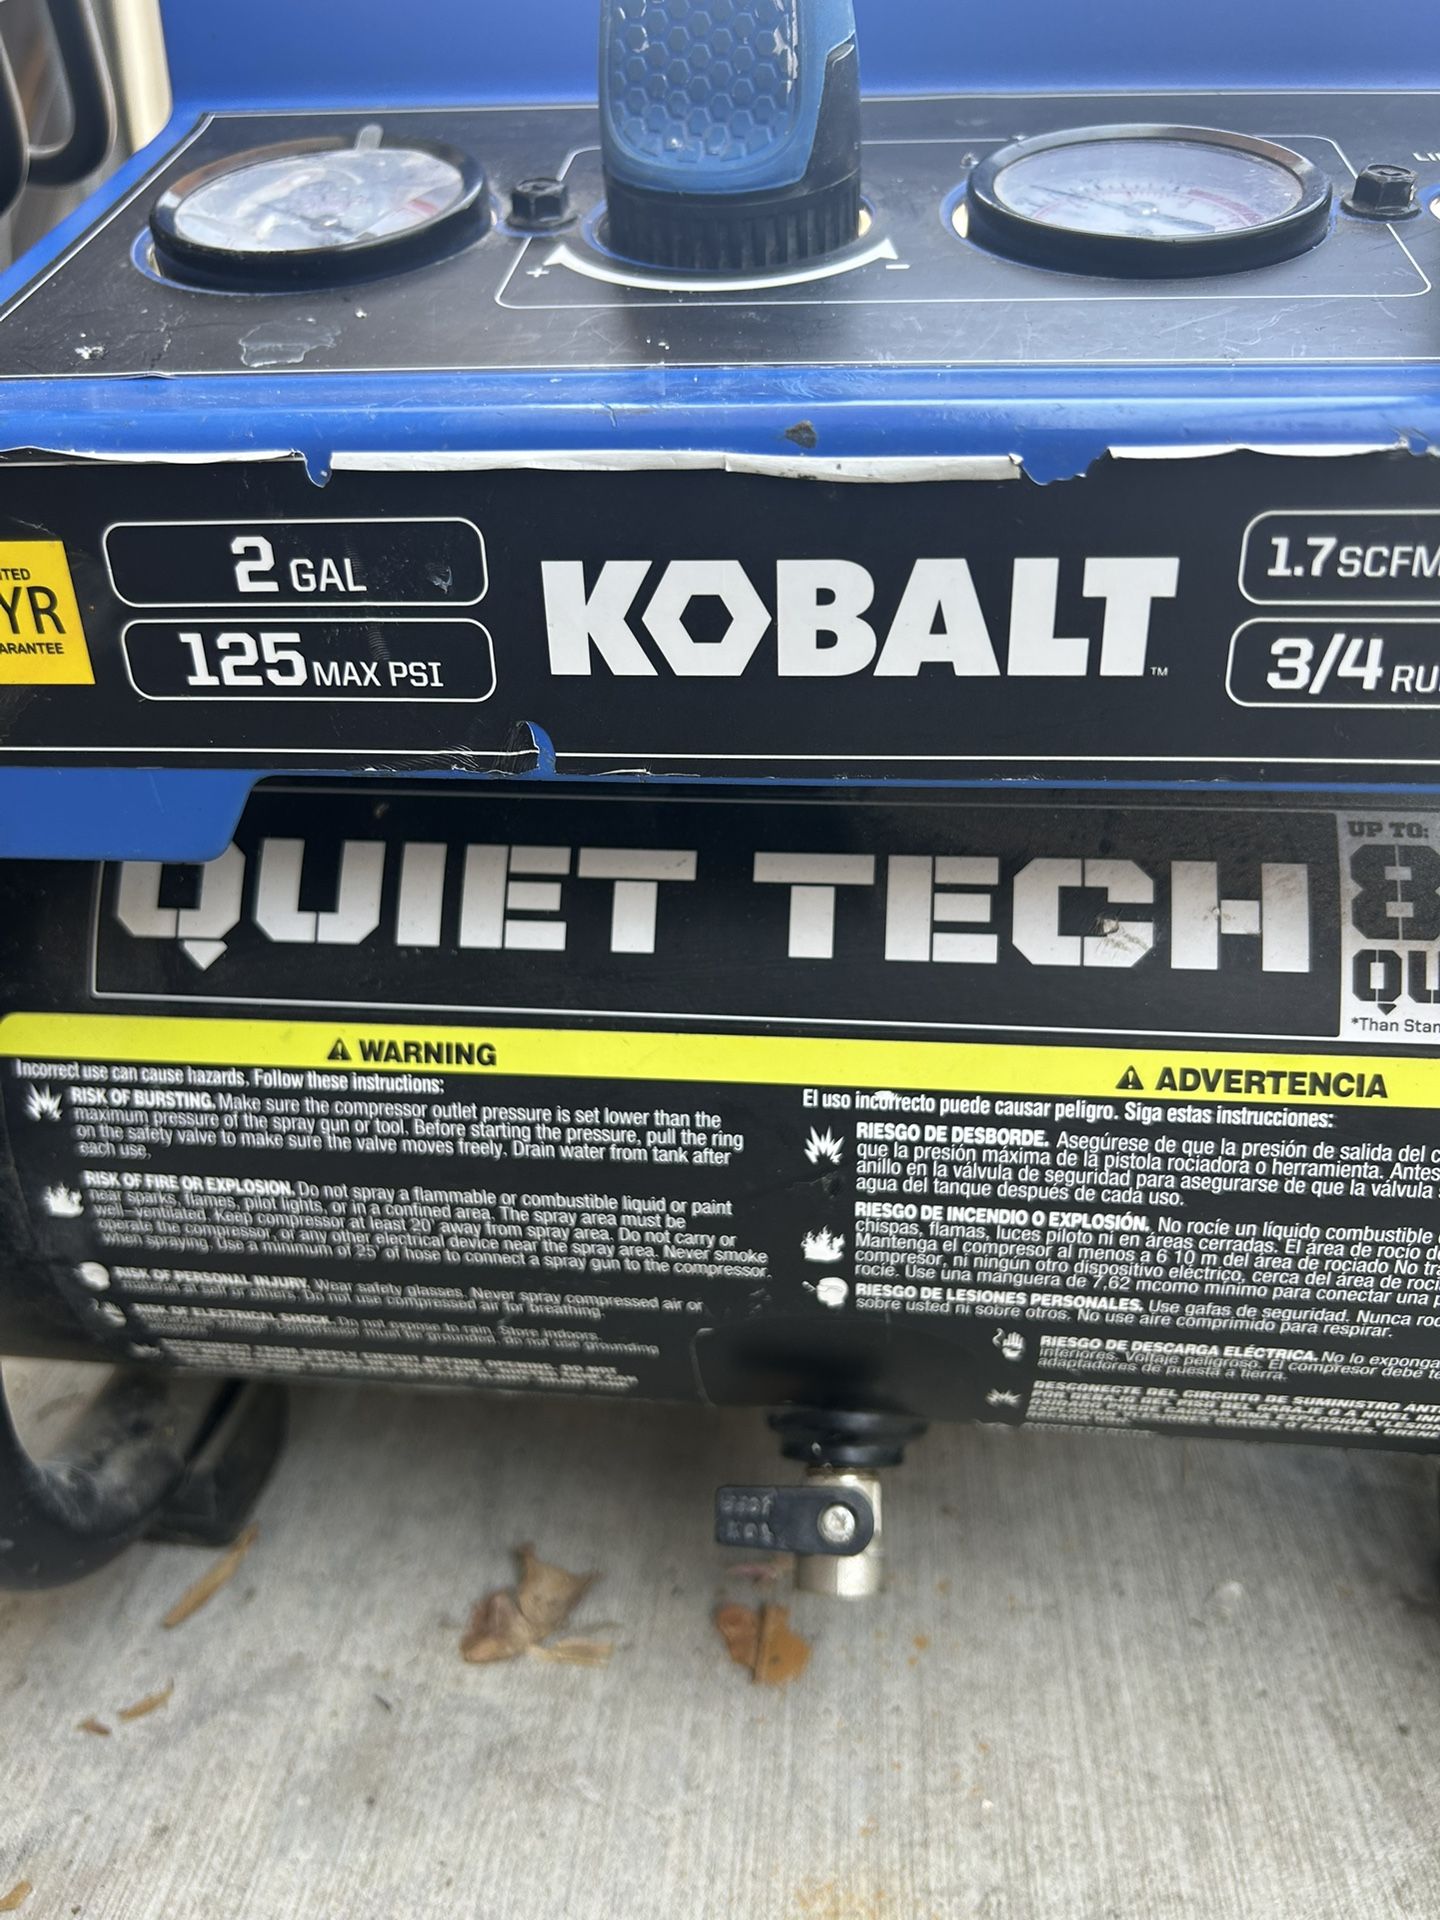 + -
2 GAL
125 MAX PSI
KOBALT™
1.7 SCFM
3/4
YR
QUIET TECH
UP TO:
8
*Than
⚠ WARNING
Incorrect use can cause hazards. Follow these instructions:
RISK OF BURSTING. Make sure the compressor outlet pressure is set lower than the
maximum pressure of the spray gun or tool. Before starting the pressure, pull the ring
on the safety valve to make sure the valve moves freely. Drain water from tank after
each use.
RISK OF FIRE OR EXPLOSION. Do not spray a flammable or combustible liquid or paint
near sparks, flames, pilot lights, or in a confined area. The spray area must be
well-ventilated. Keep compressor at least 20' away from spray area. Do not carry or
operate the compressor, or any other electrical device near the spray area. Never smoke
when spraying. Use a minimum of 25' of hose to connect a spray gun to the compressor.
RISK OF PERSONAL INJURY. Wear safety glasses. Never spray compressed air or
material at self or others. Do not use compressed air for breathing.
RISK OF ELECTRICAL SHOCK. Do not expose to rain. Store indoors.
must be grounded. Do not use grounding
⚠ ADVERTENCIA
El uso incorrecto puede causar peligro. Siga estas instrucciones:
RIESGO DE DESBORDE. Asegúrese de que la presión de salida del
que la presión máxima de la pistola rociadora o herramienta. Antes
anillo en la válvula de seguridad para asegurarse de que la válvula
agua del tanque después de cada uso.
RIESGO DE INCENDIO O EXPLOSIÓN. No rocíe un líquido combustible
chispas, flamas, luces piloto ni en áreas cerradas. El área de rocío
Mantenga el compresor al menos a 6 10 m del área de rociado No
compresor, ni ningún otro dispositivo eléctrico, cerca del área de
rocíe. Use una manguera de 7,62 mcomo mínimo para conectar una
RIESGO DE LESIONES PERSONALES. Use gafas de seguridad. Nunca
sobre usted ni sobre otros. No use aire comprimido para respirar.
RIESGO DE DESCARGA ELÉCTRICA. No lo exponga
interiores. Voltaje peligroso. El compresor debe
adaptadores de puesta a tierra.
DESCONECTE DEL CIRCUITO DE SUMINISTRO